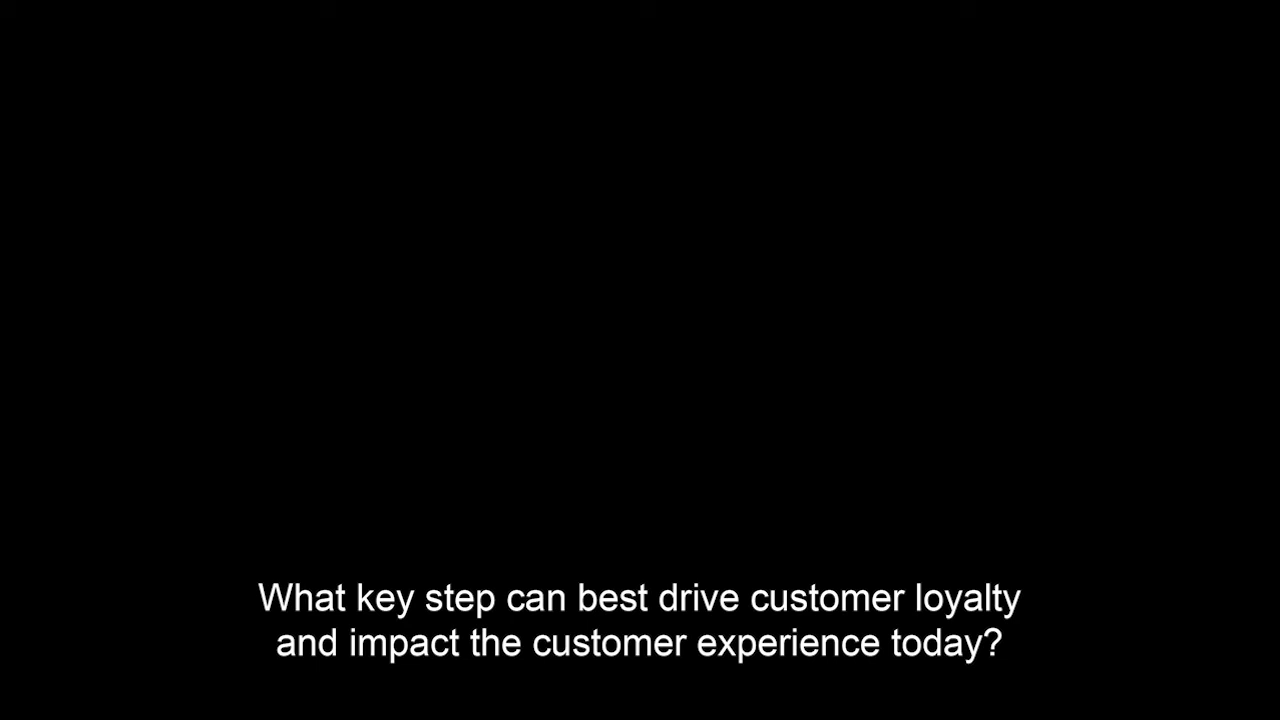 What key step can best drive customer loyalty
and impact the customer experience today?